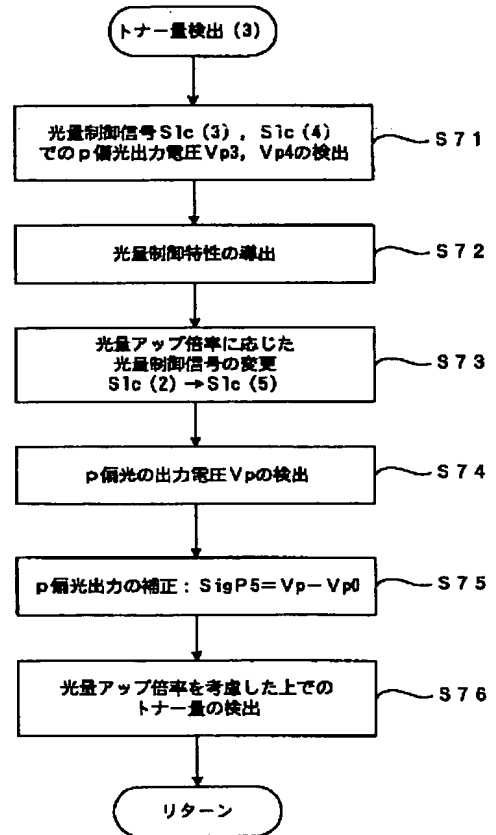 トナー量検出(3)
光量制御信号Slc(3),Slc(4)
でのp偏光出力電圧Vp3,Vp4の検出
S71
光量制御特性の導出
S72
光量アップ倍率に応じた
光量制御信号の変更
Slc(2)→Slc(5)
S73
p偏光の出力電圧Vpの検出
S74
p偏光出力の補正:SigP5=Vp−Vp0
S75
光量アップ倍率を考慮した上での
トナー量の検出
S76
リターン